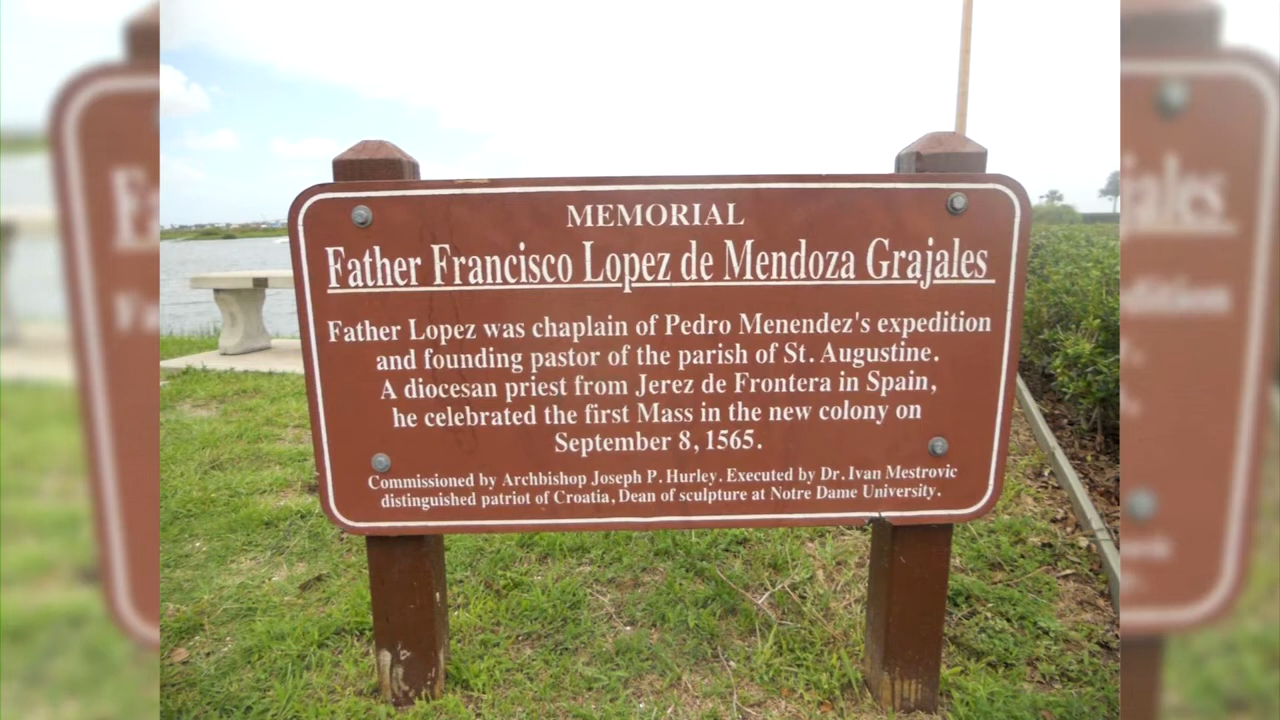 MEMORIAL
Father Francisco Lopez de Mendoza Grajales
Father Lopez was chaplain of Pedro Menendez's expedition
and founding pastor of the parish of St. Augustine.
A diocesan priest from Jerez de Frontera in Spain,
he celebrated the first Mass in the new colony on
September 8, 1565.
Commissioned by Archbishop Joseph P. Hurley. Executed by Dr. Ivan Mestrovic
distinguished patriot of Croatia, Dean of sculpture at Notre Dame University.